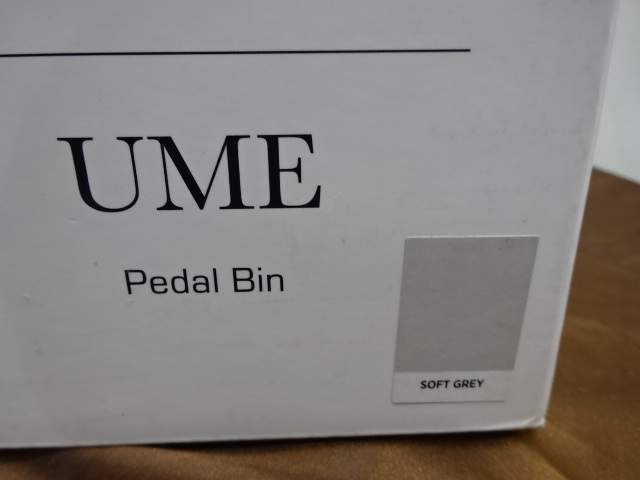 UME
Pedal Bin
SOFT GREY